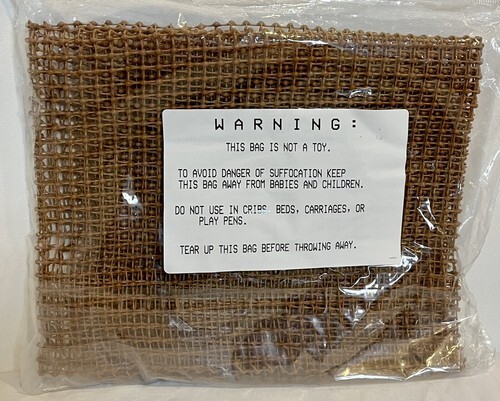 WARNING:
THIS BAG IS NOT A TOY.
TO AVOID DANGER OF SUFFOCATION KEEP
THIS BAG AWAY FROM BABIES AND CHILDREN.
DO NOT USE IN CRIBS, BEDS, CARRIAGES, OR
PLAY PENS.
TEAR UP THIS BAG BEFORE THROWING AWAY.